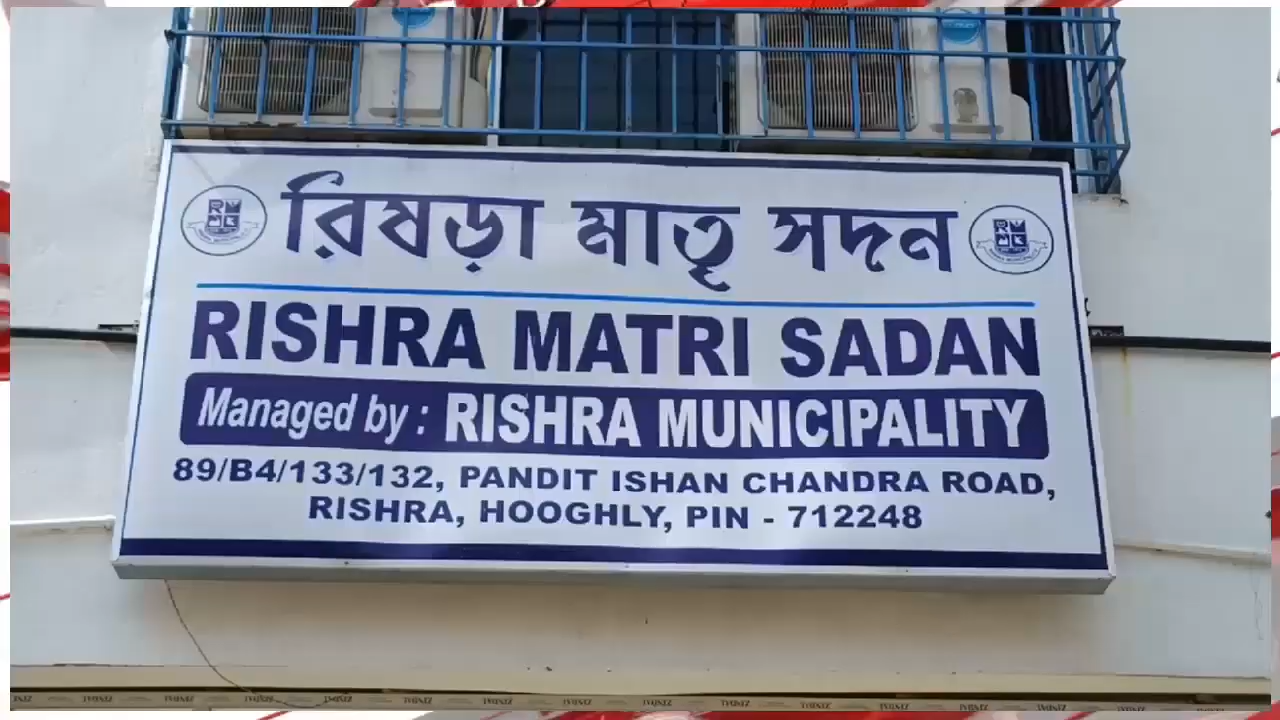 রিষড়া মাতৃ সদন
RISHRA MATRI SADAN
Managed by : RISHRA MUNICIPALITY
89/B4/133/132, PANDIT ISHAN CHANDRA ROAD,
RISHRA, HOOGHLY, PIN - 712248